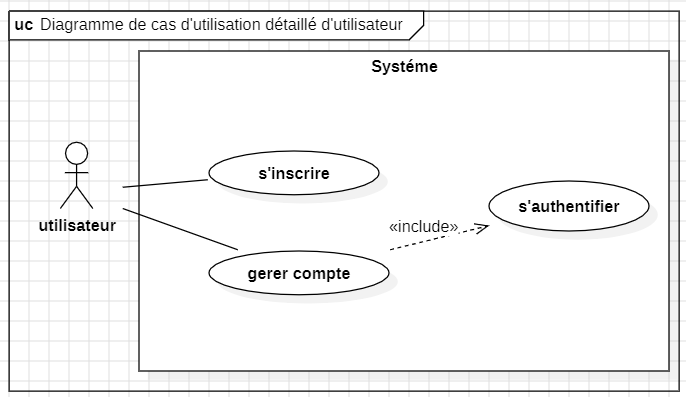 uc Diagramme de cas d'utilisation détaillé d'utilisateur
Systéme
s'inscrire
s'authentifier
utilisateur
«include»
gerer compte